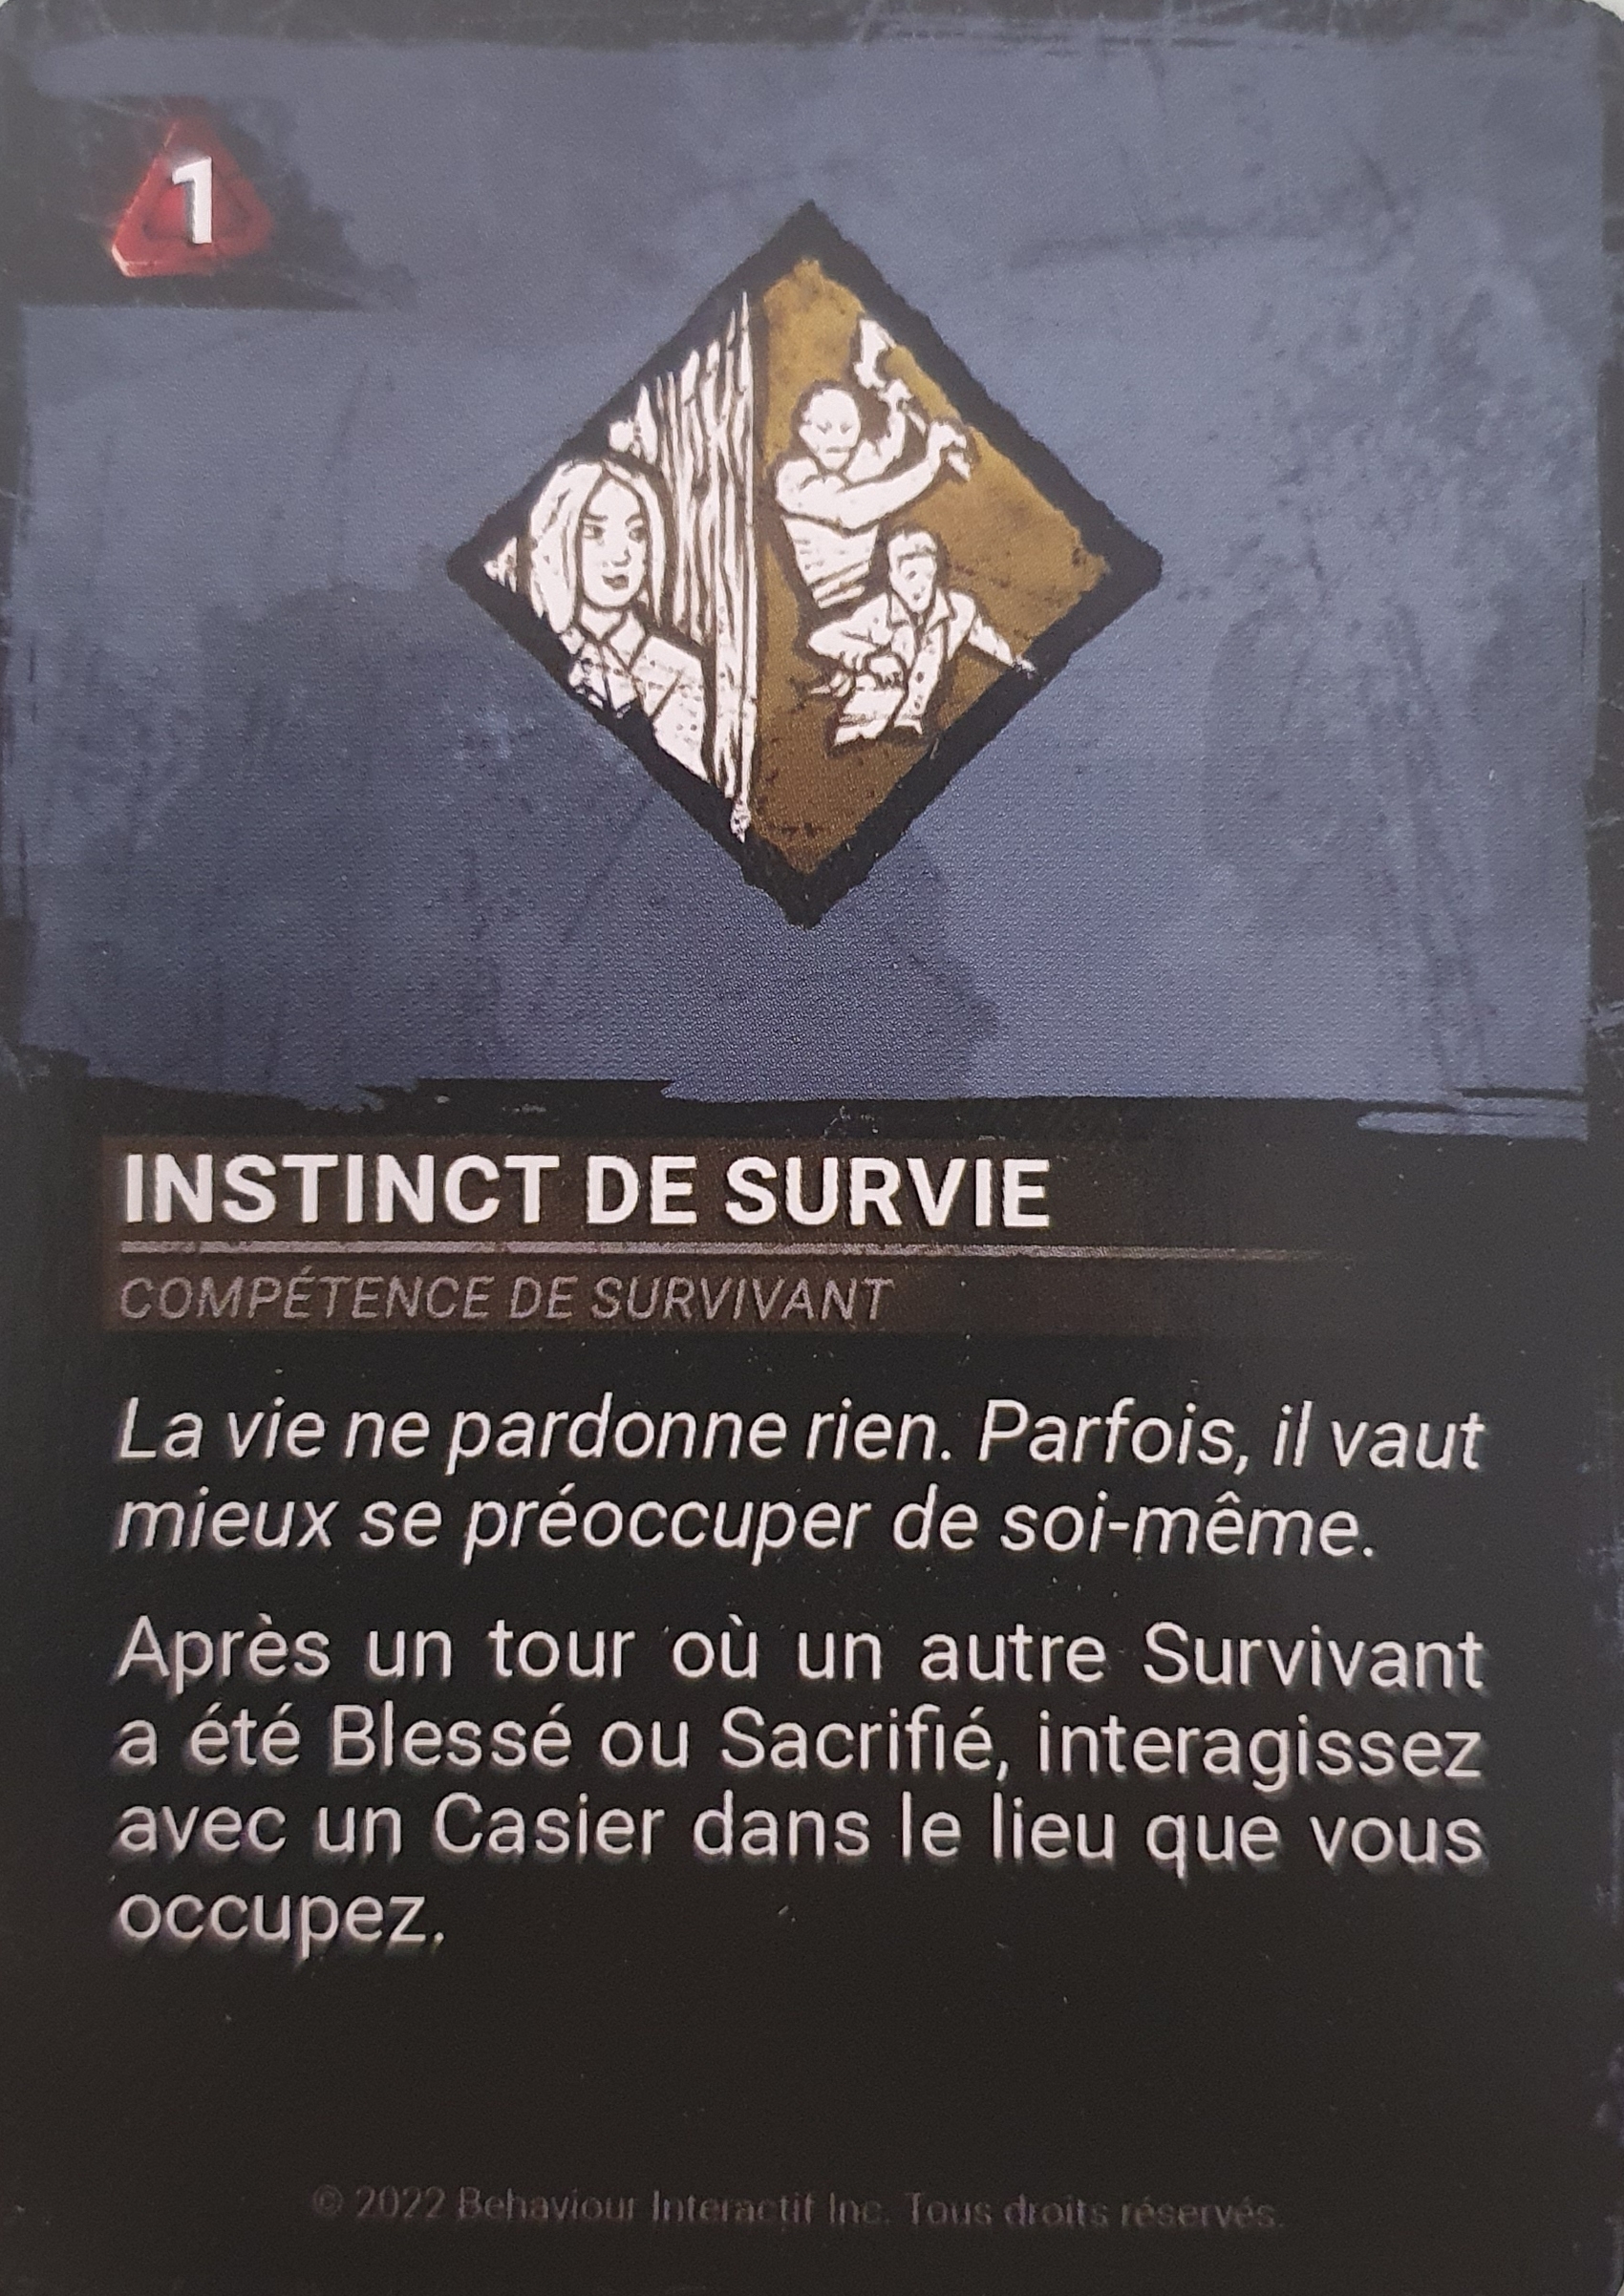 1
INSTINCT DE SURVIE
COMPÉTENCE DE SURVIVANT
La vie ne pardonne rien. Parfois, il vaut
mieux se préoccuper de soi-même.
Après un tour où un autre Survivant
a été Blessé ou Sacrifié, interagissez
avec un Casier dans le lieu que vous
occupez.
© 2022 Behaviour Interactif Inc. Tous droits réservés.